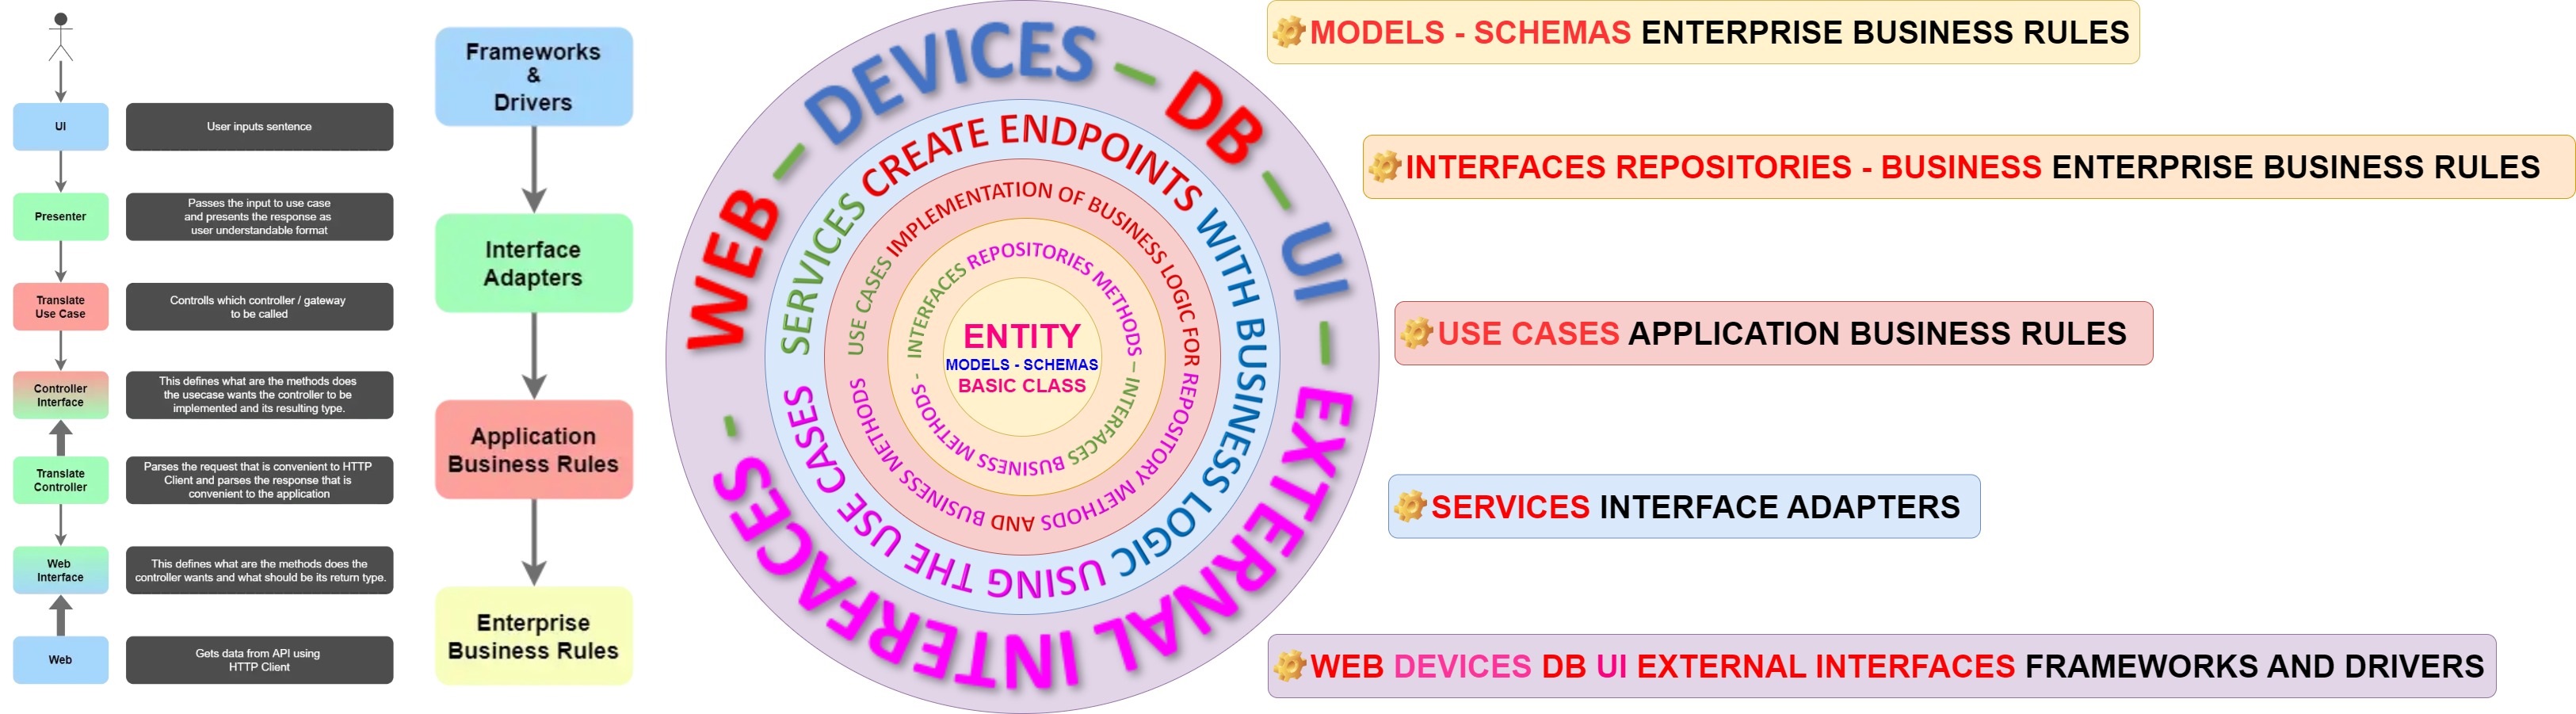 UI
User inputs sentence
Presenter
Passes the input to use case
and presents the response as
user understandable format
Translate
Use Case
Controlls which controller / gateway
to be called
Controller
Interface
This defines what are the methods does
the usecase wants the controller to be
implemented and its resulting type.
Translate
Controller
Parses the request that is convenient to HTTP
Client and parses the response that is
convenient to the application
Web
Interface
This defines what are the methods does the
controller wants and what should be its return type.
Web
Gets data from API using
HTTP Client
Frameworks
&
Drivers
Interface
Adapters
Application
Business Rules
Enterprise
Business Rules
WEB – DEVICES – DB – UI – EXTERNAL INTERFACES -
SERVICES CREATE ENDPOINTS WITH BUSINESS LOGIC USING THE USE CASES
USE CASES IMPLEMENTATION OF BUSINESS LOGIC FOR REPOSITORY METHODS AND BUSINESS METHODS
INTERFACES REPOSITORIES METHODS – INTERFACES BUSINESS METHODS -
ENTITY
MODELS - SCHEMAS
BASIC CLASS
MODELS - SCHEMAS ENTERPRISE BUSINESS RULES
INTERFACES REPOSITORIES - BUSINESS ENTERPRISE BUSINESS RULES
USE CASES APPLICATION BUSINESS RULES
SERVICES INTERFACE ADAPTERS
WEB DEVICES DB UI EXTERNAL INTERFACES FRAMEWORKS AND DRIVERS